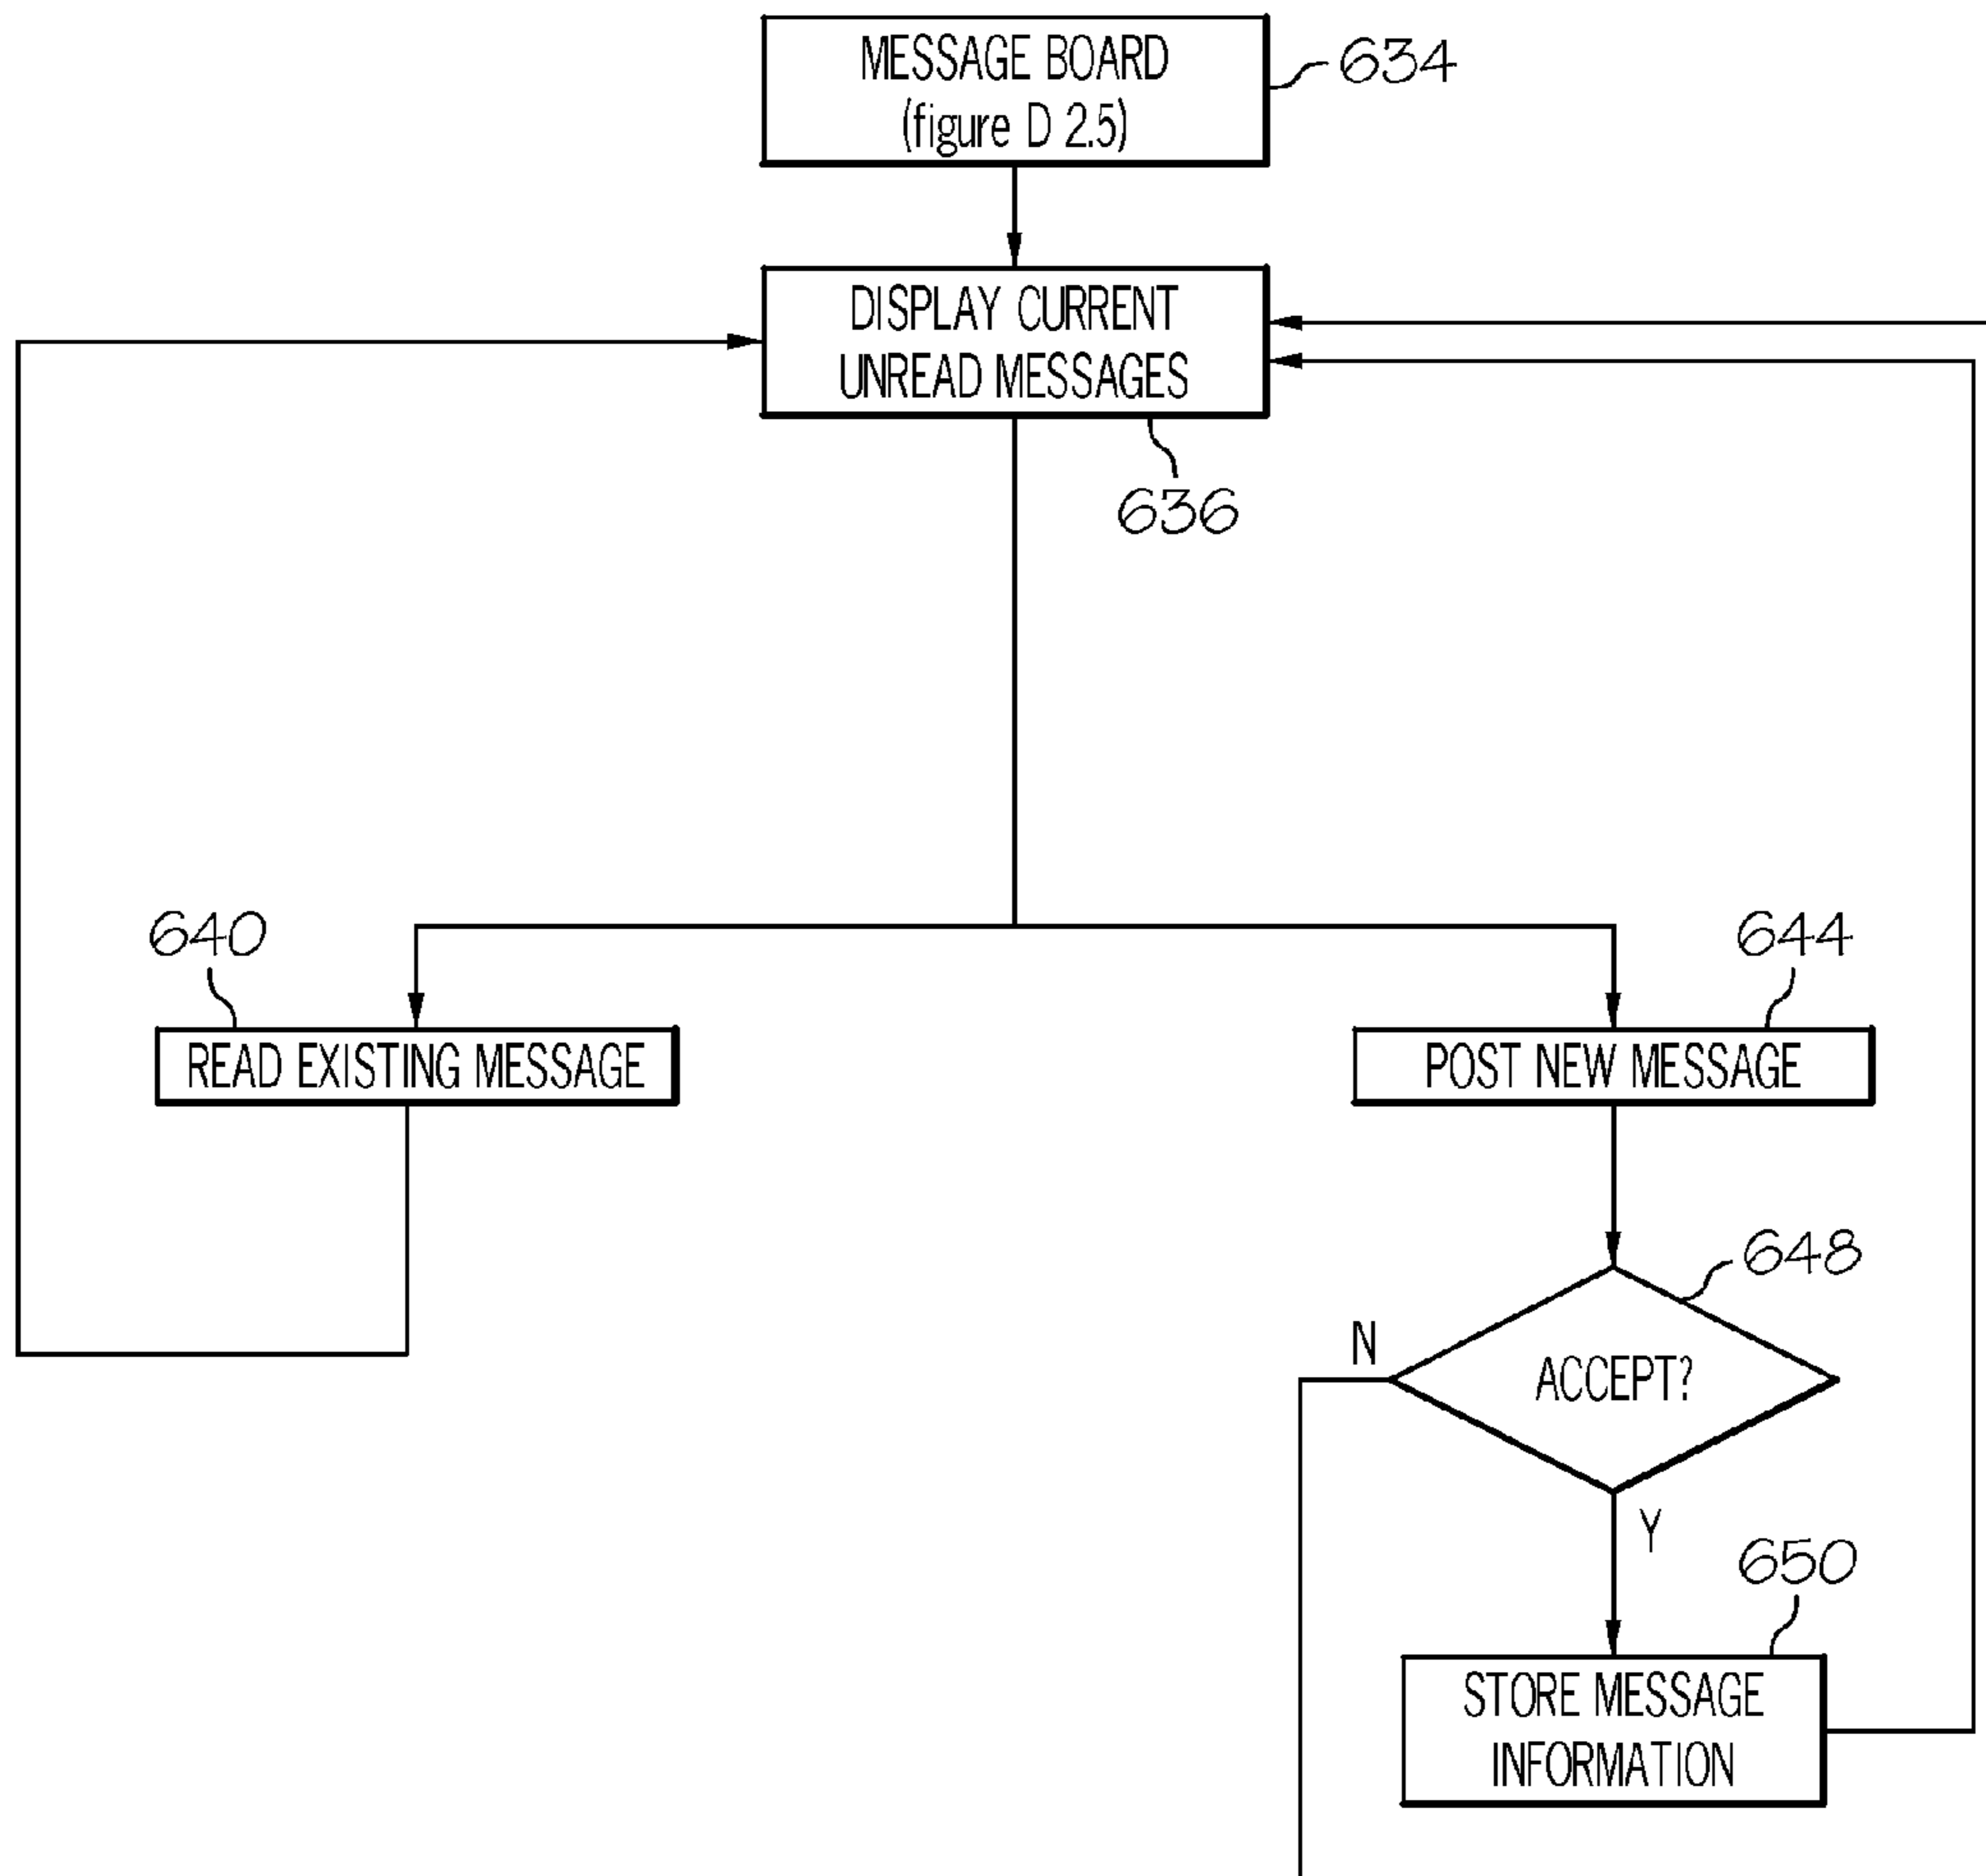 MESSAGE BOARD
(figure D 2.5)
634
DISPLAY CURRENT
UNREAD MESSAGES
636
640
READ EXISTING MESSAGE
644
POST NEW MESSAGE
648
N
ACCEPT?
Y
650
STORE MESSAGE
INFORMATION